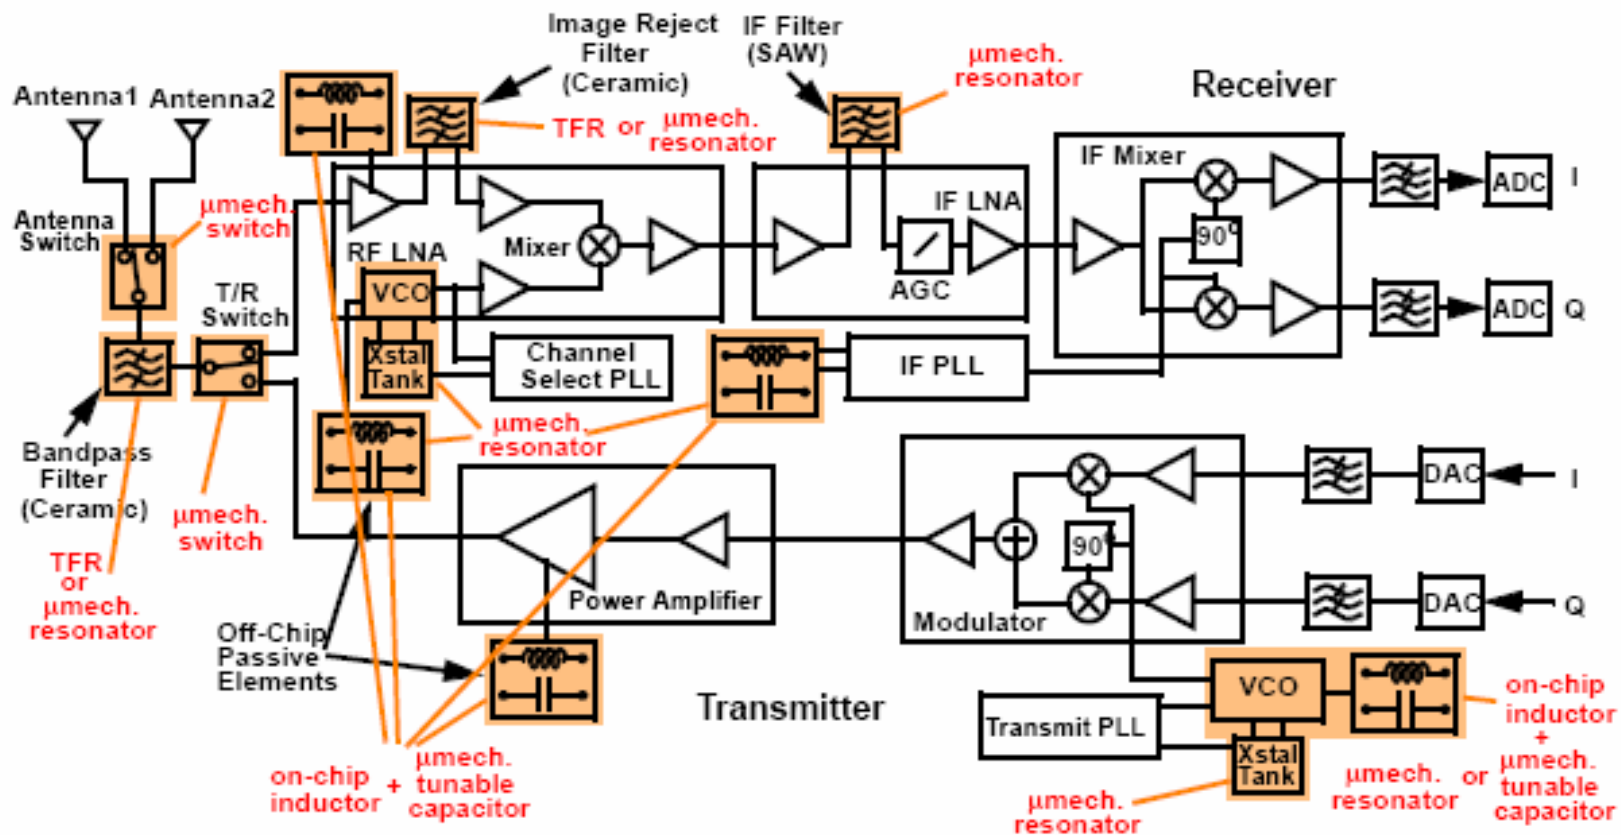 Image Reject
Filter
(Ceramic)
IF Filter
(SAW)
μmech.
resonator
Receiver
Antenna1
Antenna2
TFR or μmech.
resonator
IF Mixer
ADC
I
μmech.
switch
Antenna
Switch
IF LNA
90°
Mixer
RF LNA
AGC
VCO
T/R
Switch
ADC
Q
Xstal
Tank
Channel
Select PLL
IF PLL
μmech.
resonator
Bandpass
Filter
(Ceramic)
DAC
I
μmech.
switch
90°
TFR
or
μmech.
resonator
Power Amplifier
Modulator
DAC
Q
Off-Chip
Passive
Elements
Transmitter
VCO
on-chip
inductor
+
μmech.
tunable
capacitor
Transmit PLL
Xstal
Tank
μmech.
resonator
or
on-chip
inductor
+
μmech.
tunable
capacitor
μmech.
resonator